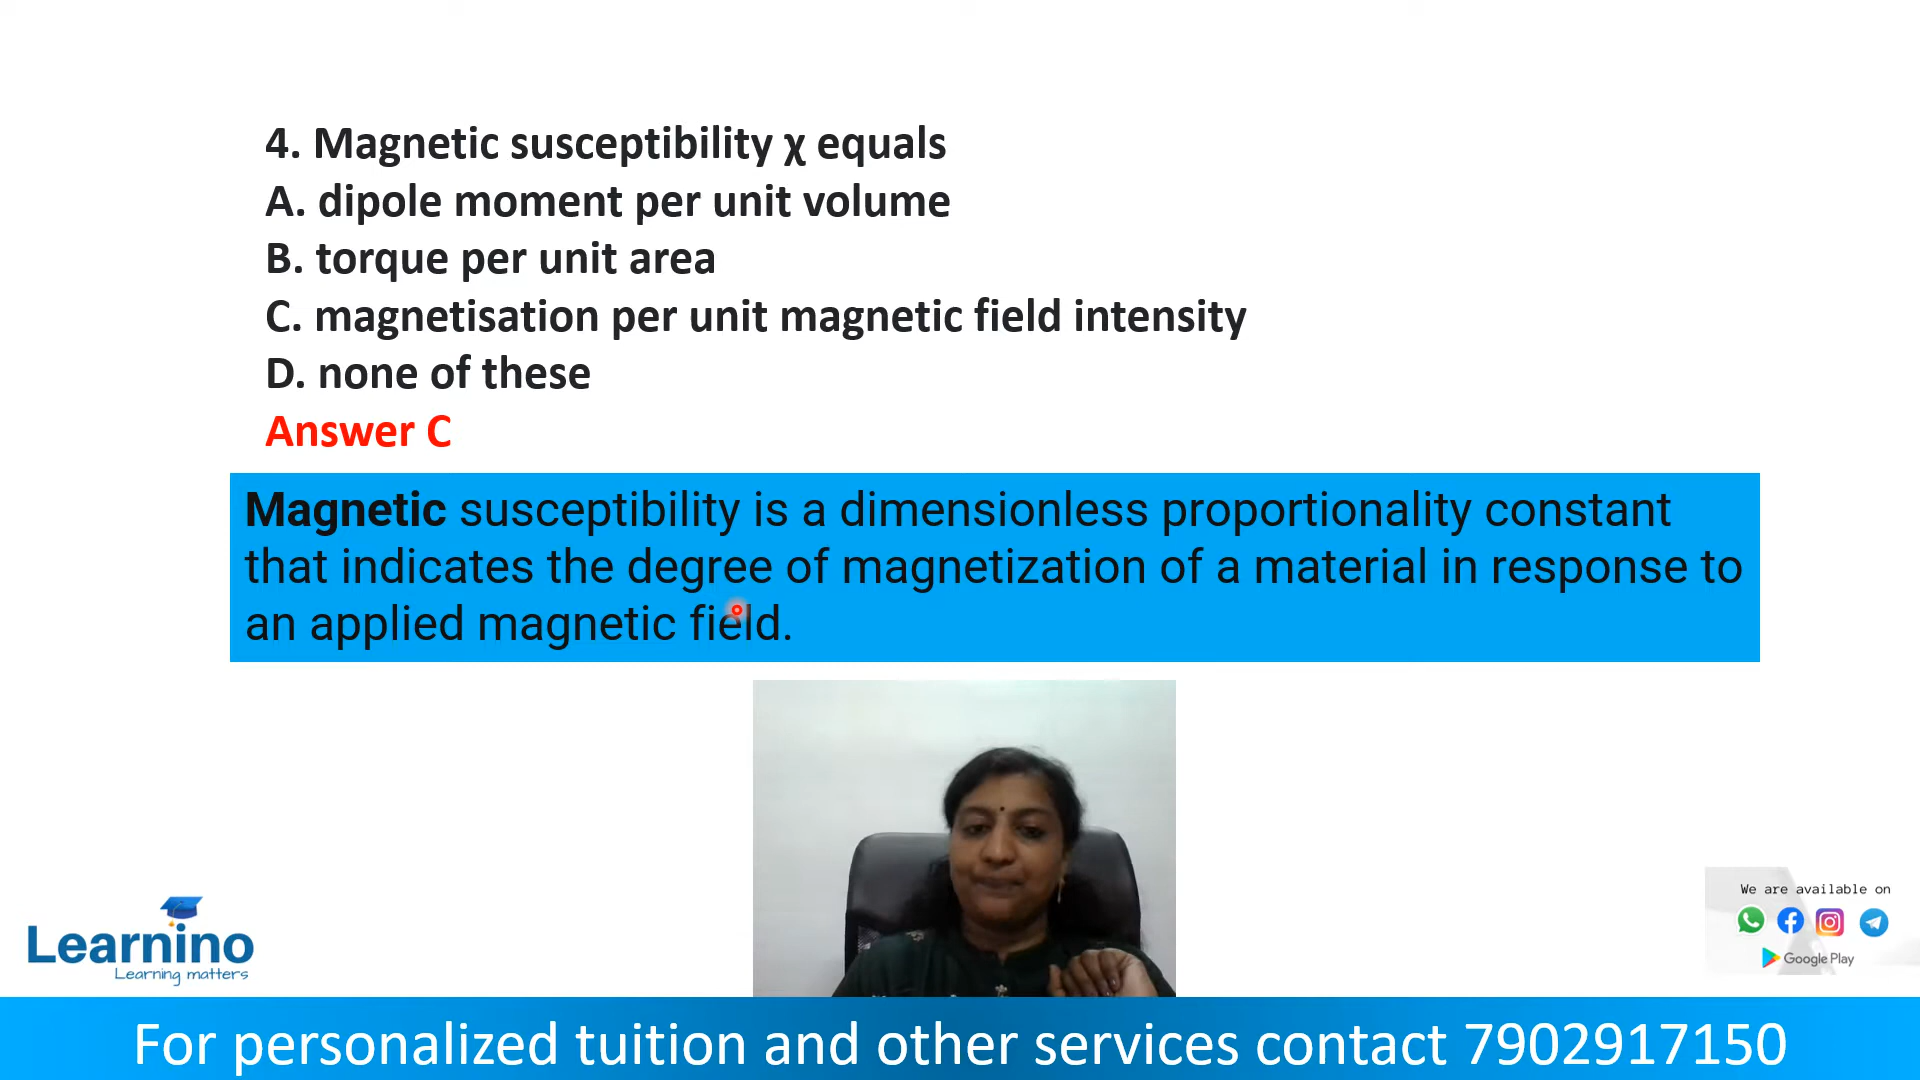 4. Magnetic susceptibility χ equals
A. dipole moment per unit volume
B. torque per unit area
C. magnetisation per unit magnetic field intensity
D. none of these
Answer C
Magnetic susceptibility is a dimensionless proportionality constant
that indicates the degree of magnetization of a material in response to
an applied magnetic field.
We are available on
Google Play
Learnino
Learning matters
For personalized tuition and other services contact 7902917150